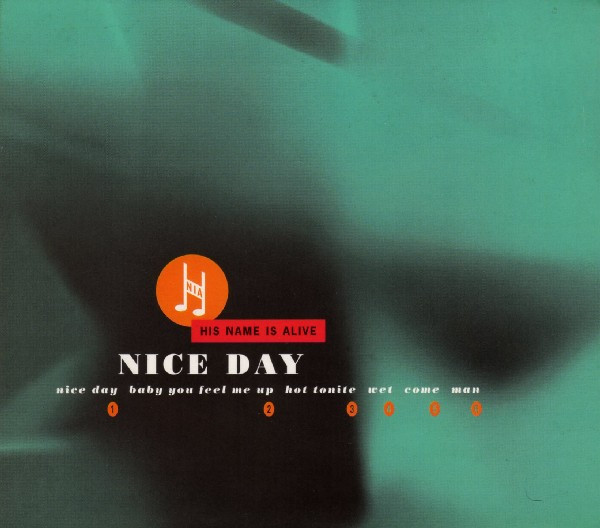 NIA
HIS NAME IS ALIVE
NICE DAY
nice day baby you feel me up hot tonite wet come man
1 2 3 4 5 6